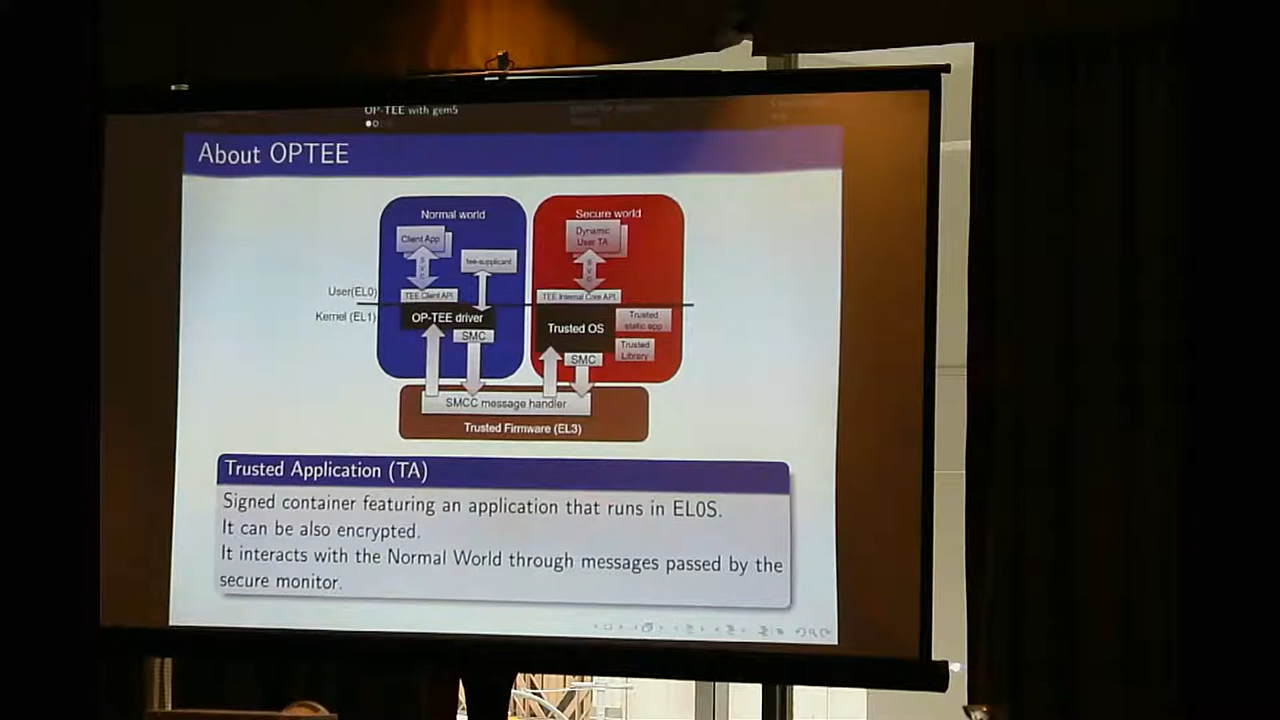 OP-TEE with gem5
About OPTEE
Normal world
Secure world
Client App
tee-supplicant
Dynamic
User TA
SVC
SVC
User(EL0)
TEE Client API
TEE Internal Core API
Kernel (EL1)
OP-TEE driver
Trusted OS
Trusted
static app
SMC
Trusted
Library
SMC
SMCC message handler
Trusted Firmware (EL3)
Trusted Application (TA)
Signed container featuring an application that runs in EL0S.
It can be also encrypted.
It interacts with the Normal World through messages passed by the
secure monitor.